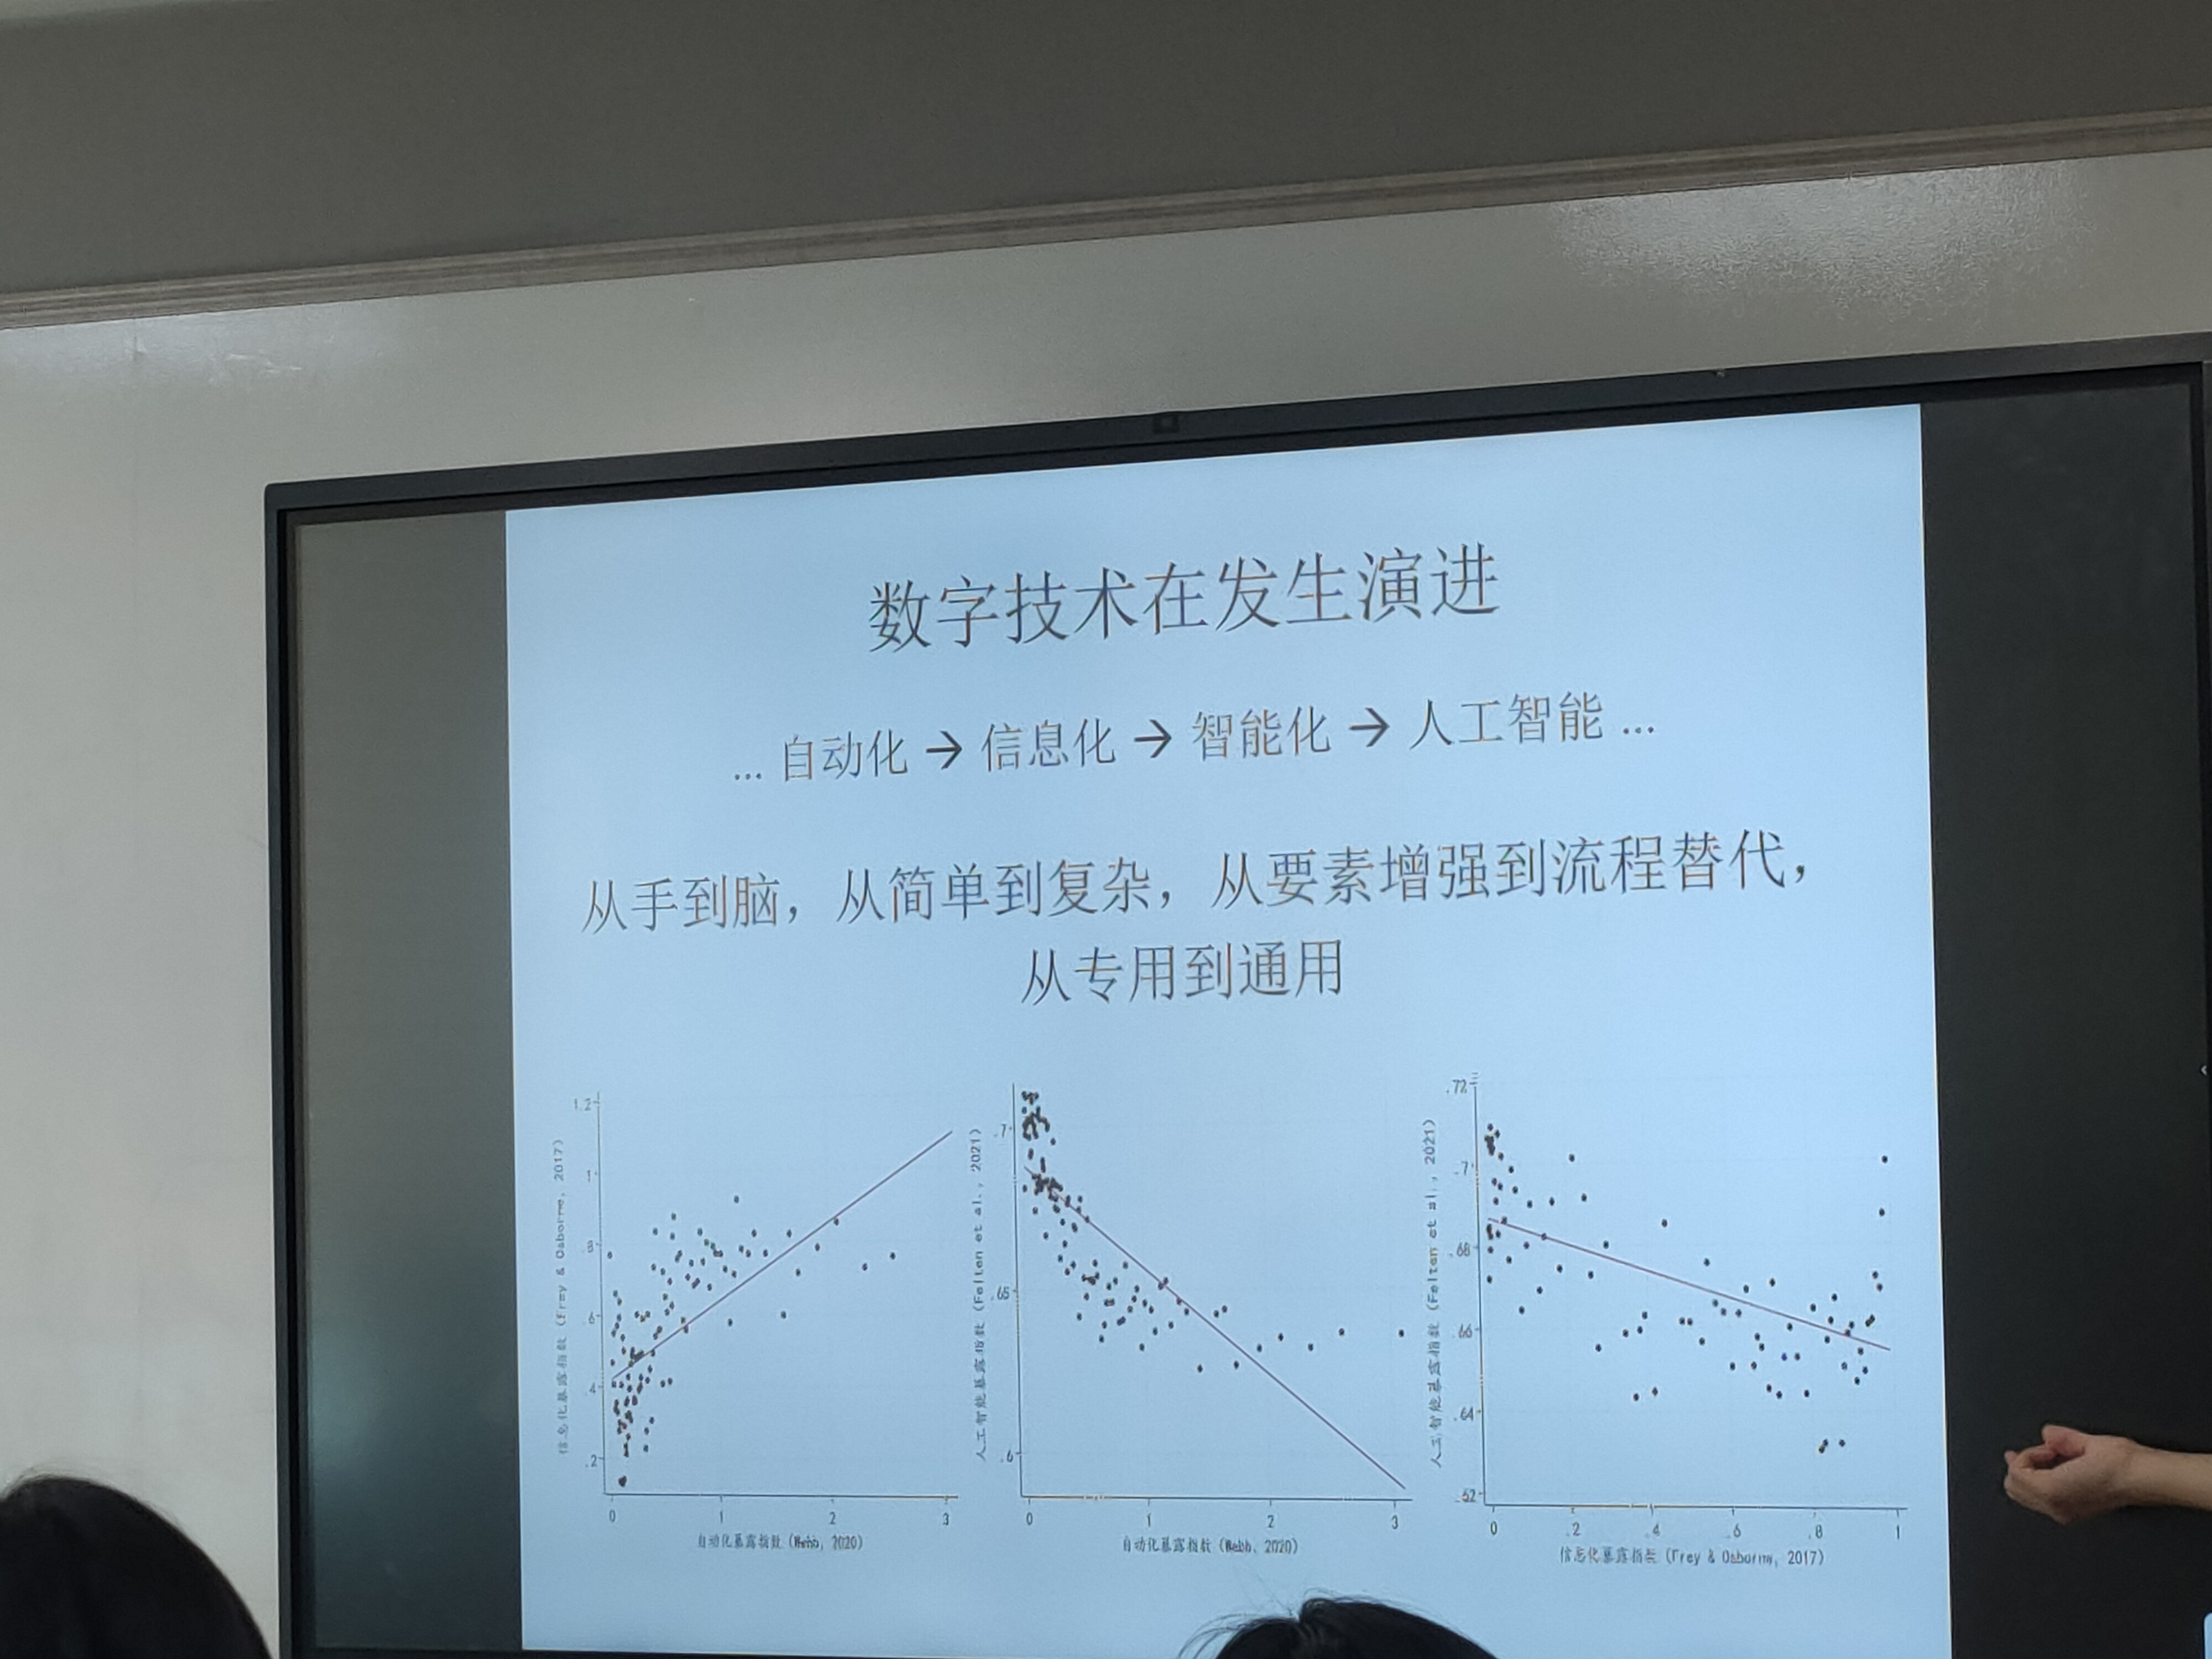 数字技术在发生演进
… 自动化 → 信息化 → 智能化 → 人工智能 …
从手到脑，从简单到复杂，从要素增强到流程替代，
从专用到通用
信息化暴露指数 (Frey & Osborne, 2017)
1.2
1
.8
.6
.4
.2
0
1
2
3
自动化暴露指数 (Webb, 2020)
人工智能暴露指数 (Felten et al., 2021)
.7
.65
.6
0
1
2
3
自动化暴露指数 (Webb, 2020)
人工智能暴露指数 (Felten et al., 2021)
.72
.7
.68
.66
.64
.62
0
.2
.4
.6
.8
1
信息化暴露指数 (Frey & Osborne, 2017)